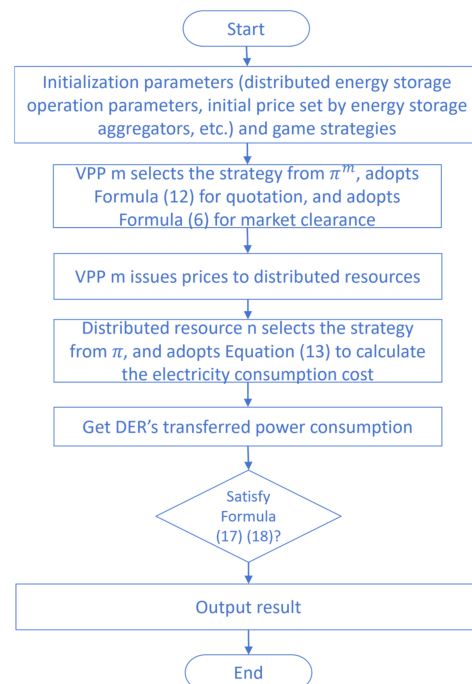 Start
Initialization parameters (distributed energy storage
operation parameters, initial price set by energy storage
aggregators, etc.) and game strategies
VPP m selects the strategy from π^m, adopts
Formula (12) for quotation, and adopts
Formula (6) for market clearance
VPP m issues prices to distributed resources
Distributed resource n selects the strategy
from π, and adopts Equation (13) to calculate
the electricity consumption cost
Get DER’s transferred power consumption
Satisfy
Formula
(17) (18)?
Output result
End